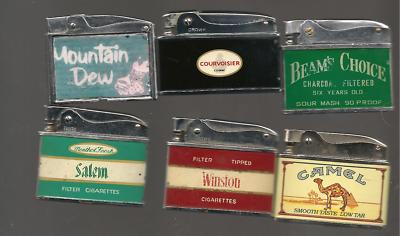 Mountain
Dew
CROWN
COURVOISIER
COGNAC
BEAM'S CHOICE
CHARCOAL FILTERED
SIX YEARS OLD
SOUR MASH 90 PROOF
Menthol Fresh
Salem
FILTER CIGARETTES
FILTER TIPPED
Winston
CIGARETTES
CAMEL
SMOOTH TASTE LOW TAR